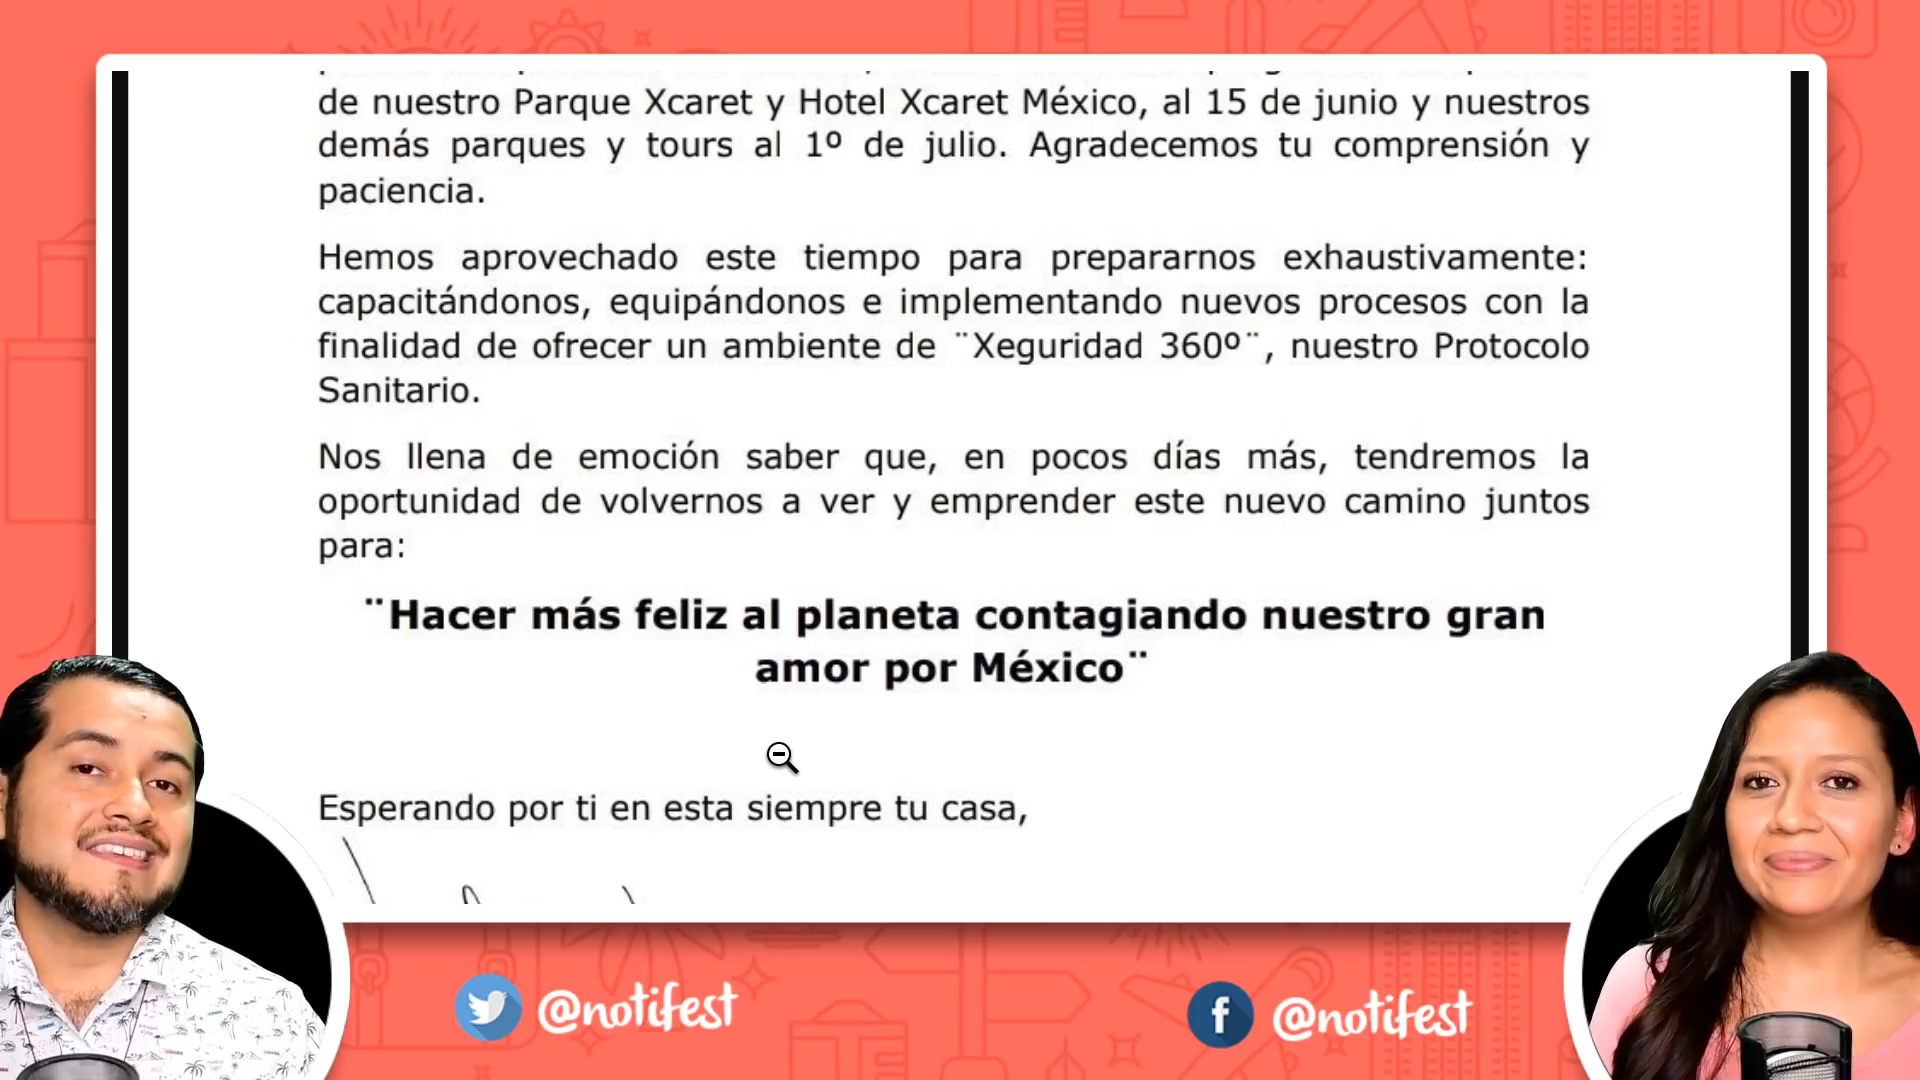 de nuestro Parque Xcaret y Hotel Xcaret México, al 15 de junio y nuestros
demás parques y tours al 1º de julio. Agradecemos tu comprensión y
paciencia.
Hemos aprovechado este tiempo para prepararnos exhaustivamente:
capacitándonos, equipándonos e implementando nuevos procesos con la
finalidad de ofrecer un ambiente de ¨Xeguridad 360º¨, nuestro Protocolo
Sanitario.
Nos llena de emoción saber que, en pocos días más, tendremos la
oportunidad de volvernos a ver y emprender este nuevo camino juntos
para:
¨Hacer más feliz al planeta contagiando nuestro gran
amor por México¨
Esperando por ti en esta siempre tu casa,
@notifest
@notifest